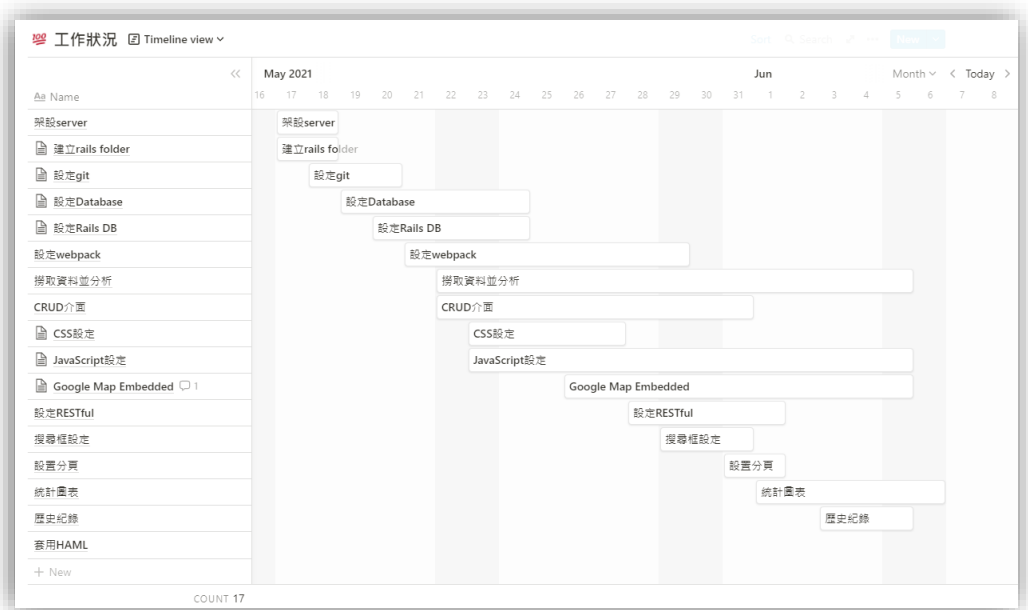 💯 工作狀況 Timeline view
May 2021 Jun Month < Today >
Aa Name 16 17 18 19 20 21 22 23 24 25 26 27 28 29 30 31 1 2 3 4 5 6 7 8
架設server 架設server
建立rails folder 建立rails folder
設定git 設定git
設定Database 設定Database
設定Rails DB 設定Rails DB
設定webpack 設定webpack
撈取資料並分析 撈取資料並分析
CRUD介面 CRUD介面
CSS設定 CSS設定
JavaScript設定 JavaScript設定
Google Map Embedded 1 Google Map Embedded
設定RESTful 設定RESTful
搜尋框設定 搜尋框設定
設置分頁 設置分頁
統計圖表 統計圖表
歷史紀錄 歷史紀錄
套用HAML
+ New
COUNT 17